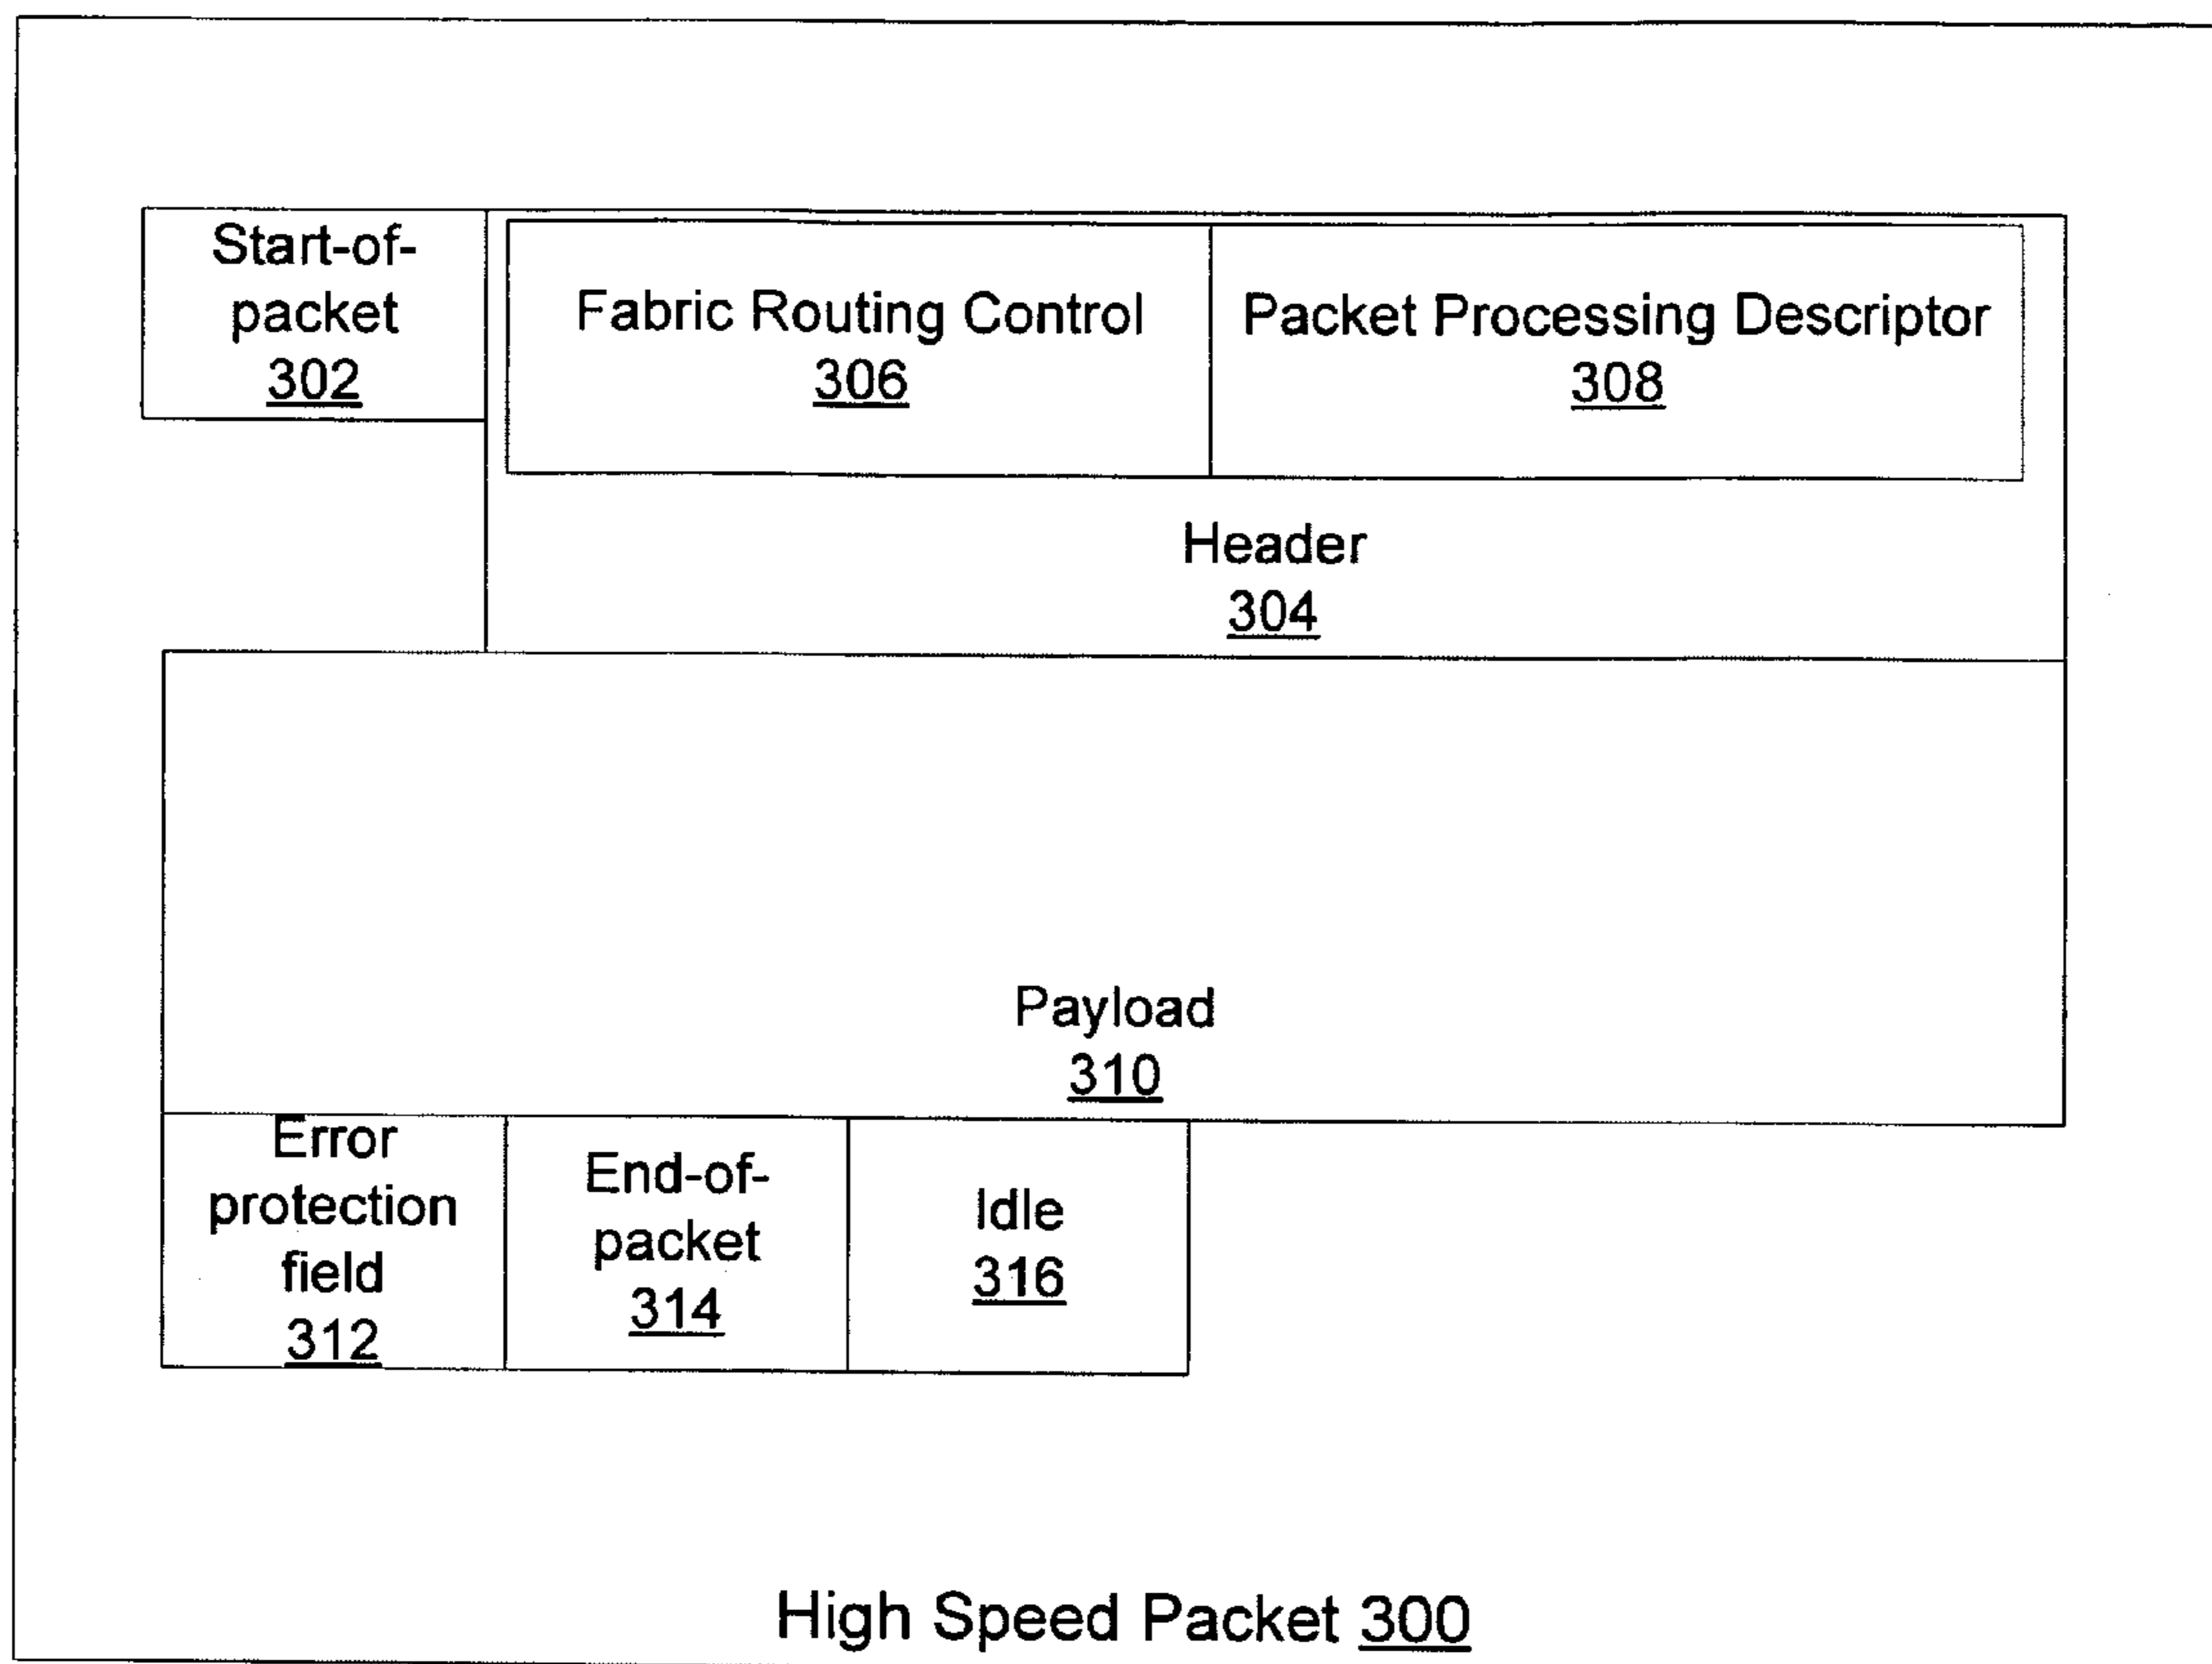 Start-of-
packet
302
Fabric Routing Control
306
Packet Processing Descriptor
308
Header
304
Payload
310
Error
protection
field
312
End-of-
packet
314
Idle
316
High Speed Packet 300